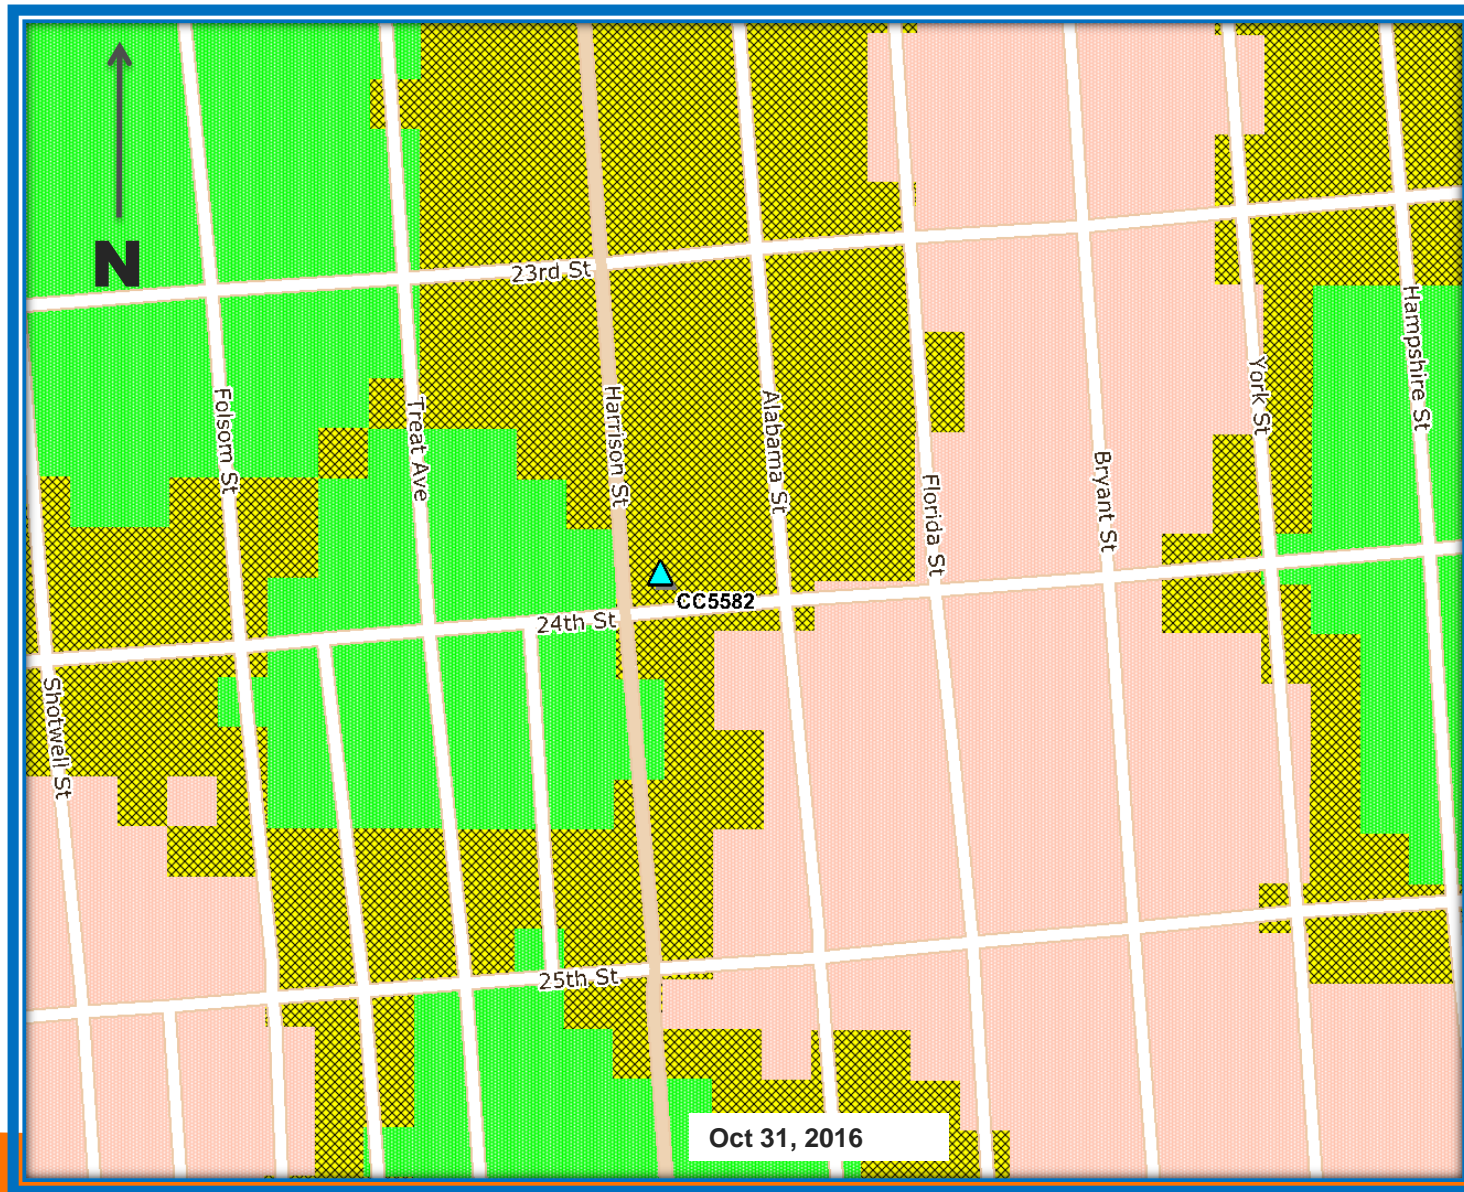 N
23rd St
Hampshire St
York St
Folsom St
Treat Ave
Harrison St
Alabama St
Bryant St
Florida St
CC5582
24th St
Shotwell St
25th St
Oct 31, 2016